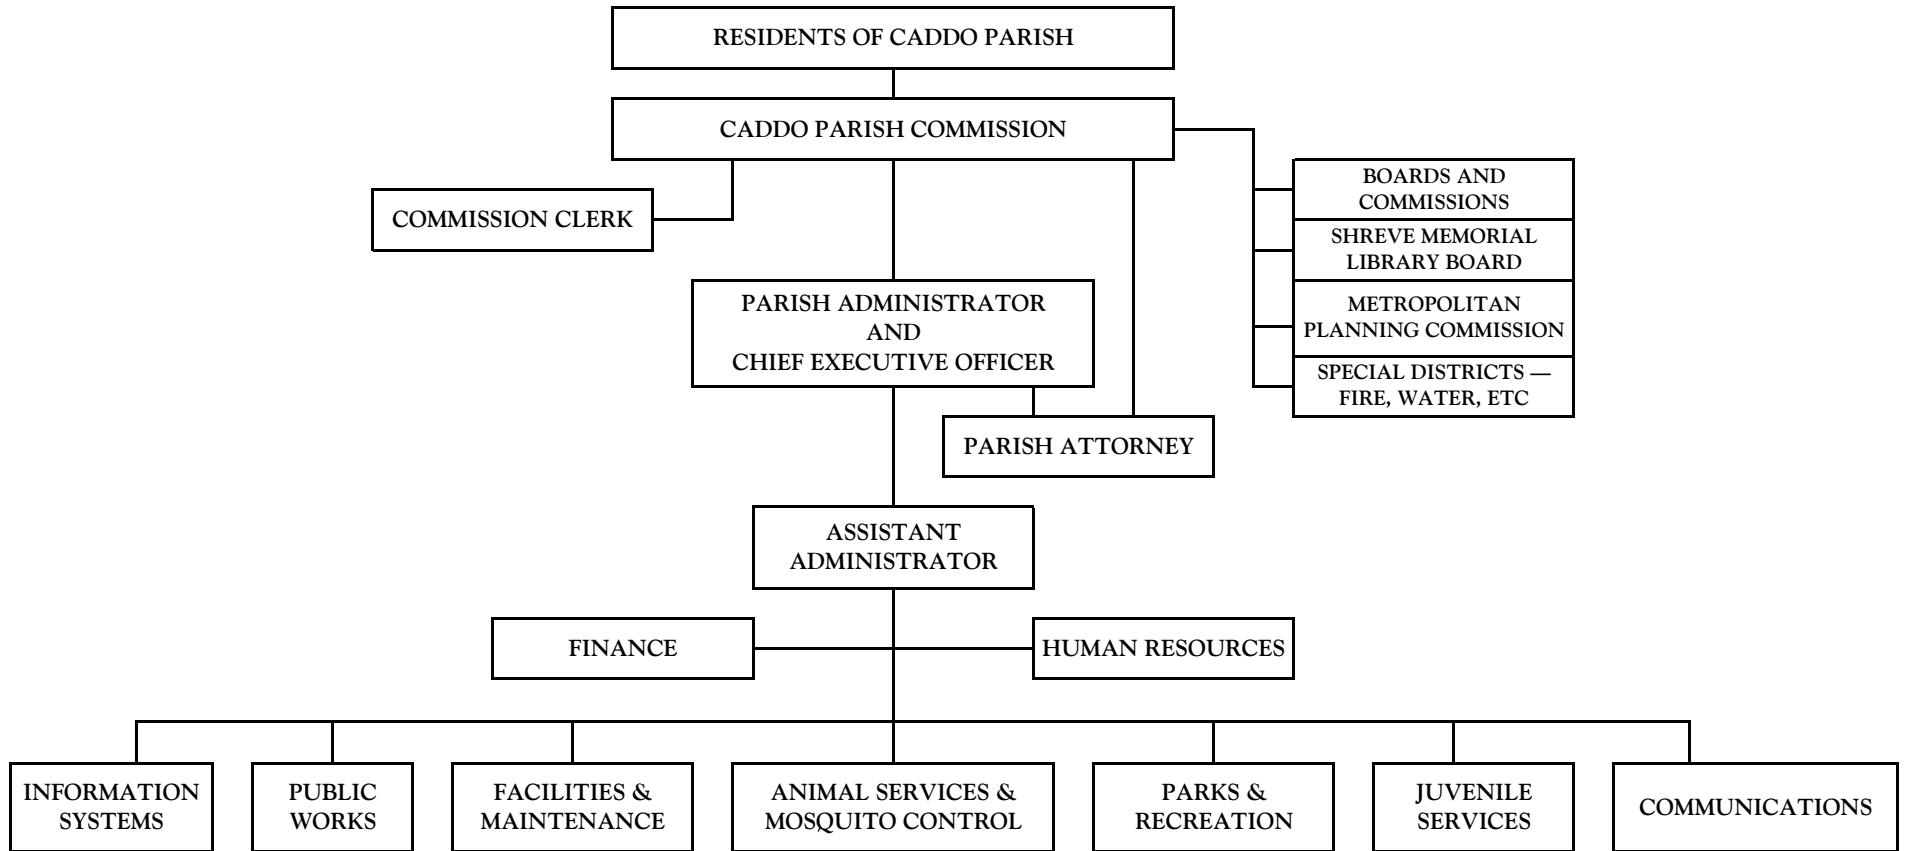 RESIDENTS OF CADDO PARISH
CADDO PARISH COMMISSION
COMMISSION CLERK
BOARDS AND
COMMISSIONS
SHREVE MEMORIAL
LIBRARY BOARD
METROPOLITAN
PLANNING COMMISSION
SPECIAL DISTRICTS —
FIRE, WATER, ETC
PARISH ADMINISTRATOR
AND
CHIEF EXECUTIVE OFFICER
PARISH ATTORNEY
ASSISTANT
ADMINISTRATOR
FINANCE
HUMAN RESOURCES
INFORMATION
SYSTEMS
PUBLIC
WORKS
FACILITIES &
MAINTENANCE
ANIMAL SERVICES &
MOSQUITO CONTROL
PARKS &
RECREATION
JUVENILE
SERVICES
COMMUNICATIONS